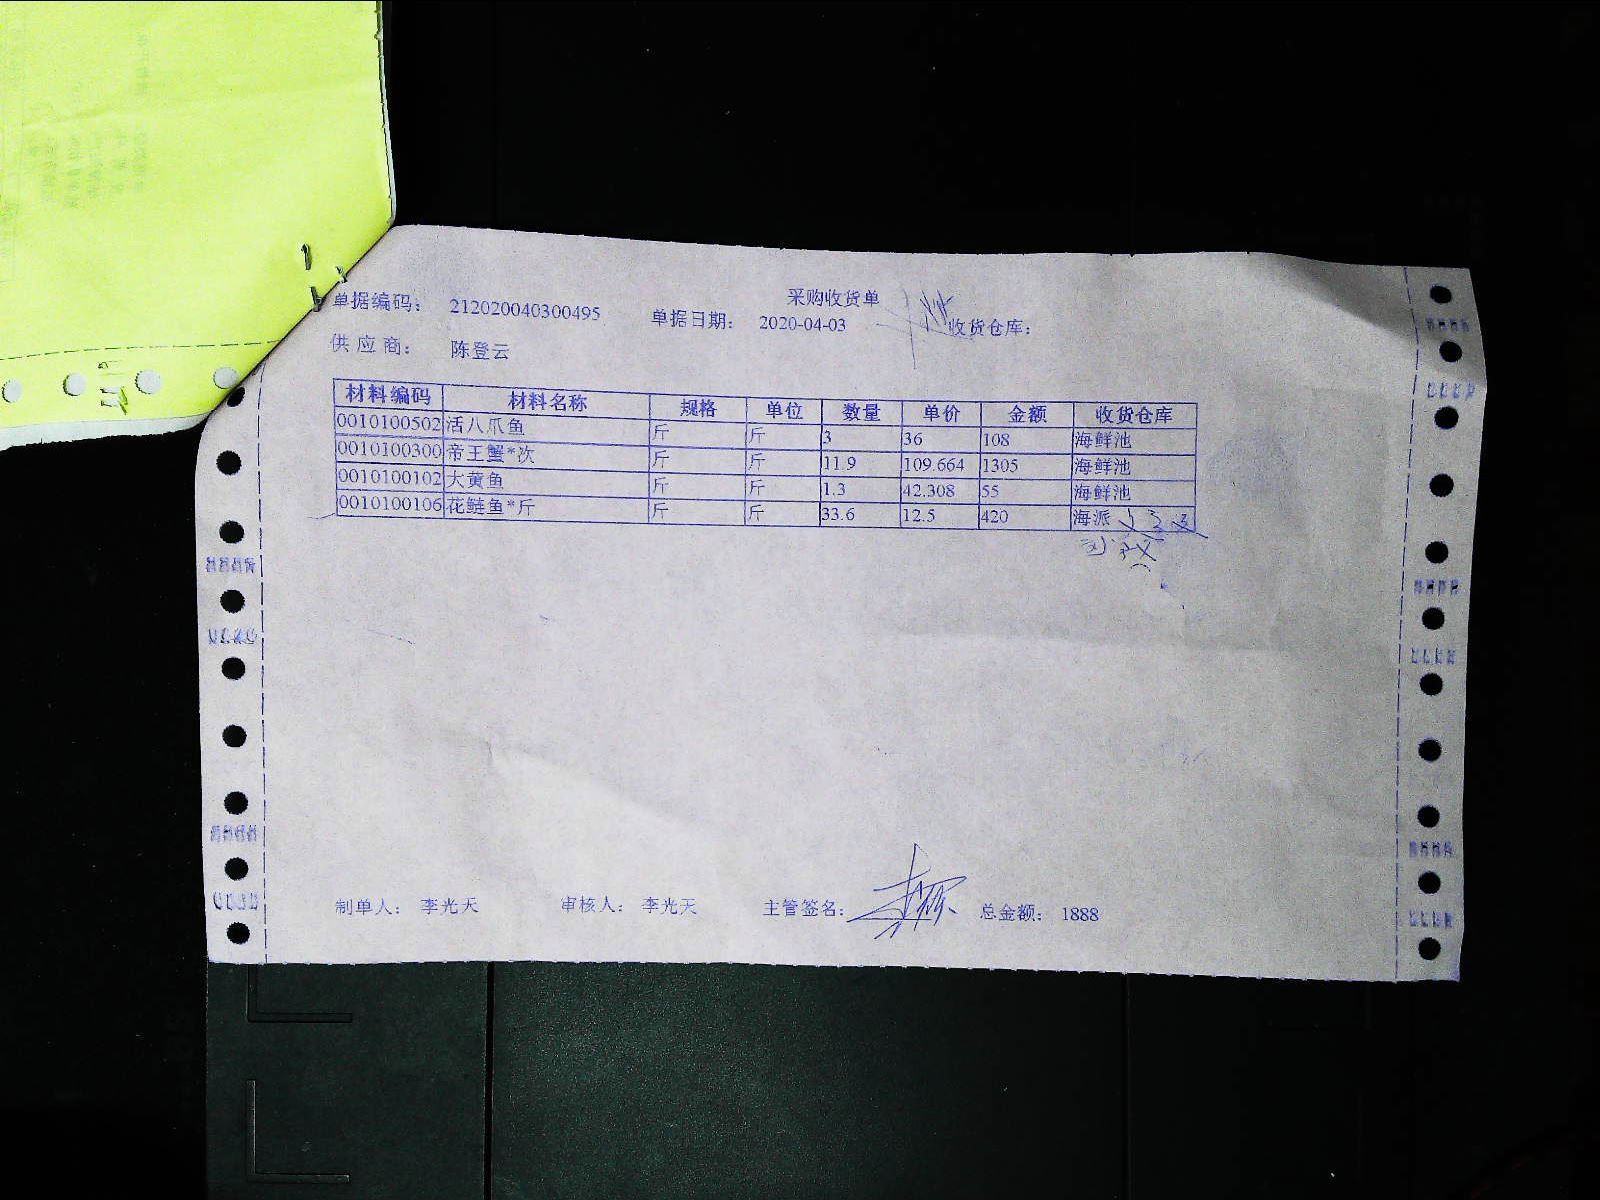 采购收货单
单据编码： 212020040300495 单据日期： 2020-04-03 收货仓库：
供应商： 陈登云
材料编码 材料名称 规格 单位 数量 单价 金额 收货仓库
0010100502 活八爪鱼 斤 斤 3 36 108 海鲜池
0010100300 帝王蟹*次 斤 斤 11.9 109.664 1305 海鲜池
0010100102 大黄鱼 斤 斤 1.3 42.308 55 海鲜池
0010100106 花鲢鱼*斤 斤 斤 33.6 12.5 420 海派
制单人： 李光天 审核人： 李光天 主管签名： 总金额： 1888